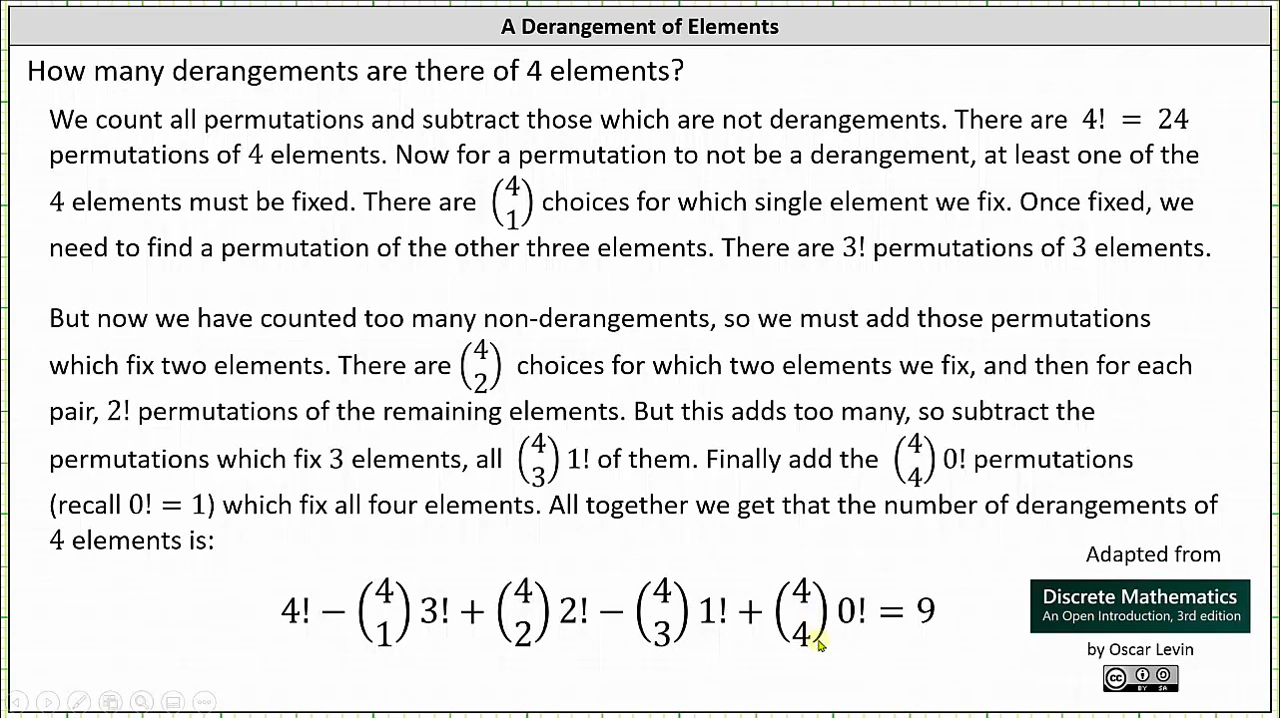 A Derangement of Elements
How many derangements are there of 4 elements?
We count all permutations and subtract those which are not derangements. There are 4! = 24
permutations of 4 elements. Now for a permutation to not be a derangement, at least one of the
4 elements must be fixed. There are (4 1) choices for which single element we fix. Once fixed, we
need to find a permutation of the other three elements. There are 3! permutations of 3 elements.
But now we have counted too many non-derangements, so we must add those permutations
which fix two elements. There are (4 2) choices for which two elements we fix, and then for each
pair, 2! permutations of the remaining elements. But this adds too many, so subtract the
permutations which fix 3 elements, all (4 3) 1! of them. Finally add the (4 4) 0! permutations
(recall 0! = 1) which fix all four elements. All together we get that the number of derangements of
4 elements is:
4! − (4 1) 3! + (4 2) 2! − (4 3) 1! + (4 4) 0! = 9
Adapted from
Discrete Mathematics
An Open Introduction, 3rd edition
by Oscar Levin
cc
BY SA